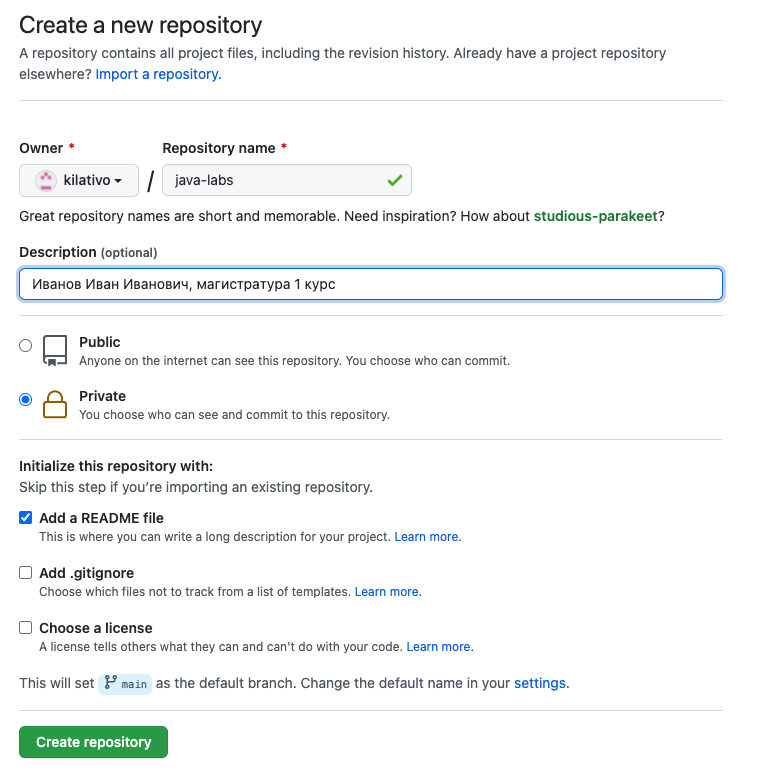 Create a new repository
A repository contains all project files, including the revision history. Already have a project repository
elsewhere? Import a repository.
Owner *
Repository name *
kilativo
/
java-labs
Great repository names are short and memorable. Need inspiration? How about studious-parakeet?
Description (optional)
Иванов Иван Иванович, магистратура 1 курс
Public
Anyone on the internet can see this repository. You choose who can commit.
Private
You choose who can see and commit to this repository.
Initialize this repository with:
Skip this step if you’re importing an existing repository.
Add a README file
This is where you can write a long description for your project. Learn more.
Add .gitignore
Choose which files not to track from a list of templates. Learn more.
Choose a license
A license tells others what they can and can't do with your code. Learn more.
This will set main as the default branch. Change the default name in your settings.
Create repository